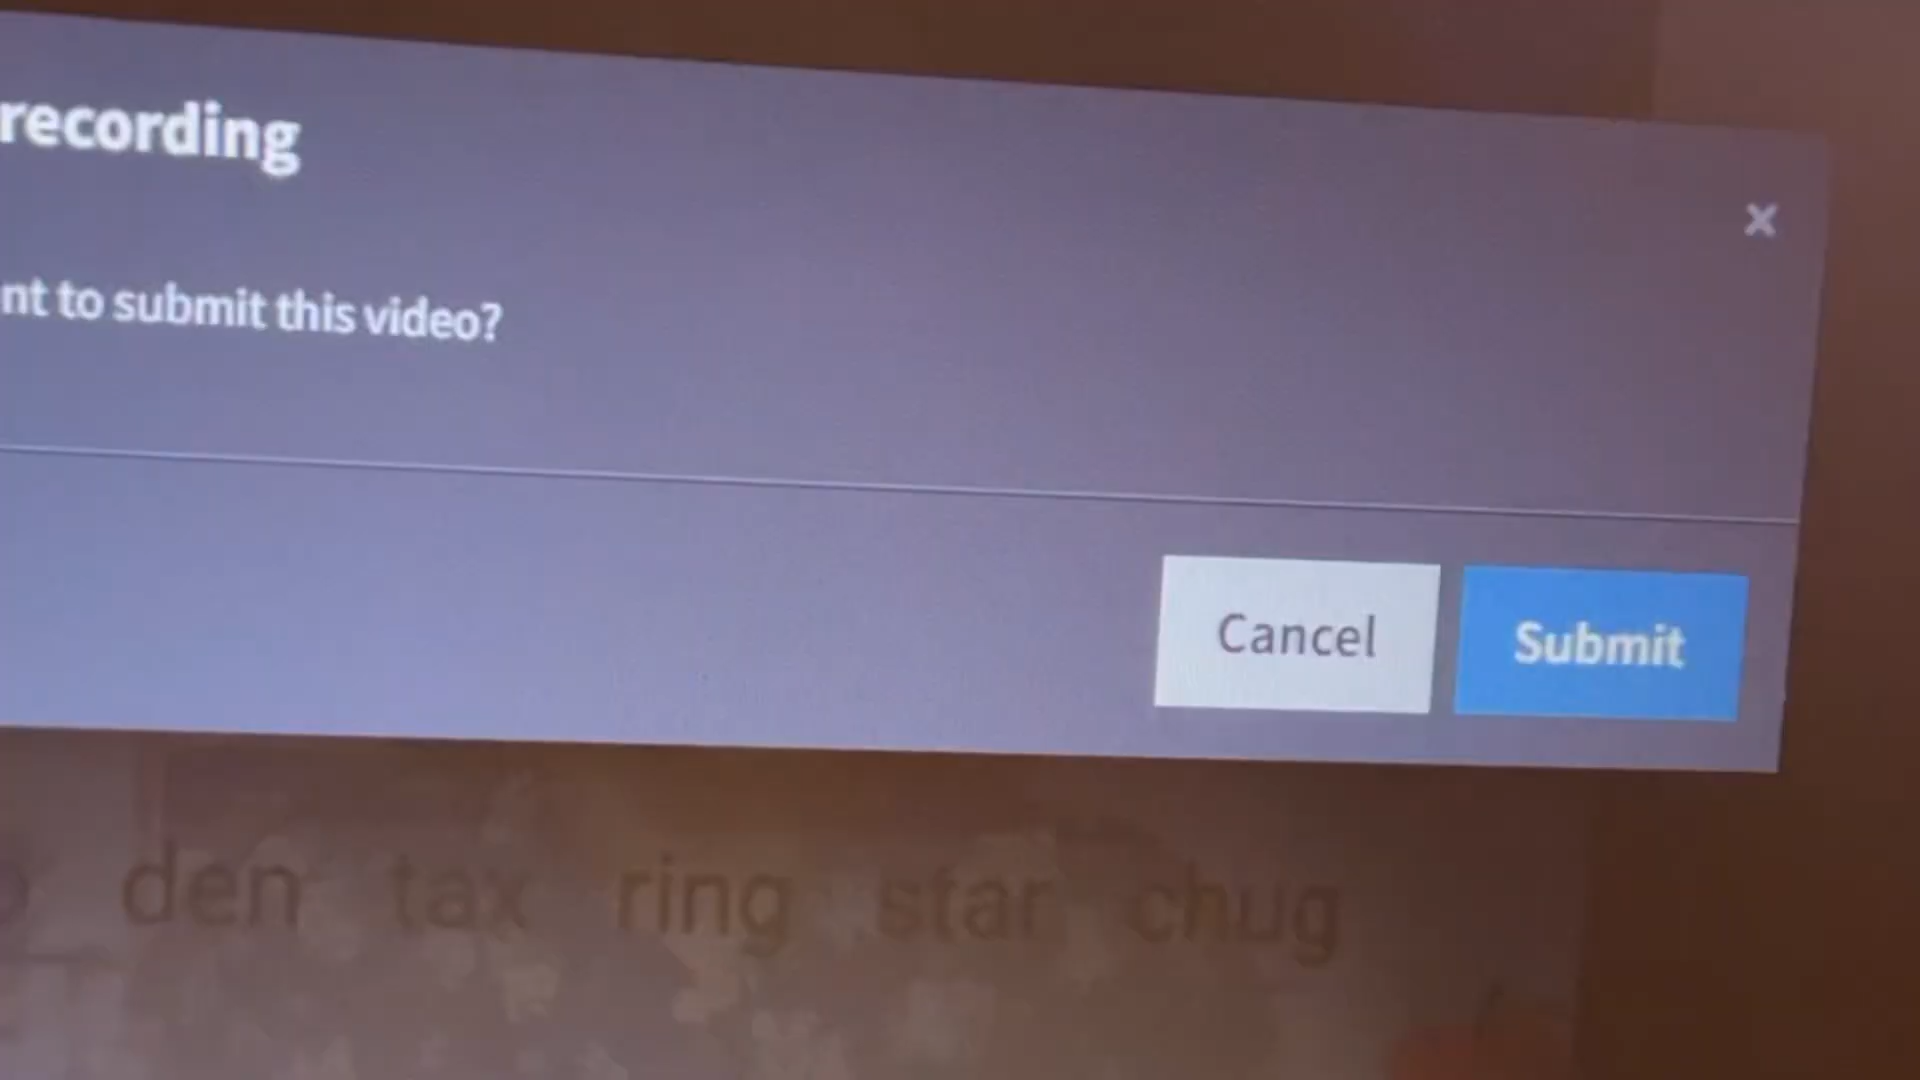 recording
x
nt to submit this video?
Cancel Submit
den tax ring star chug